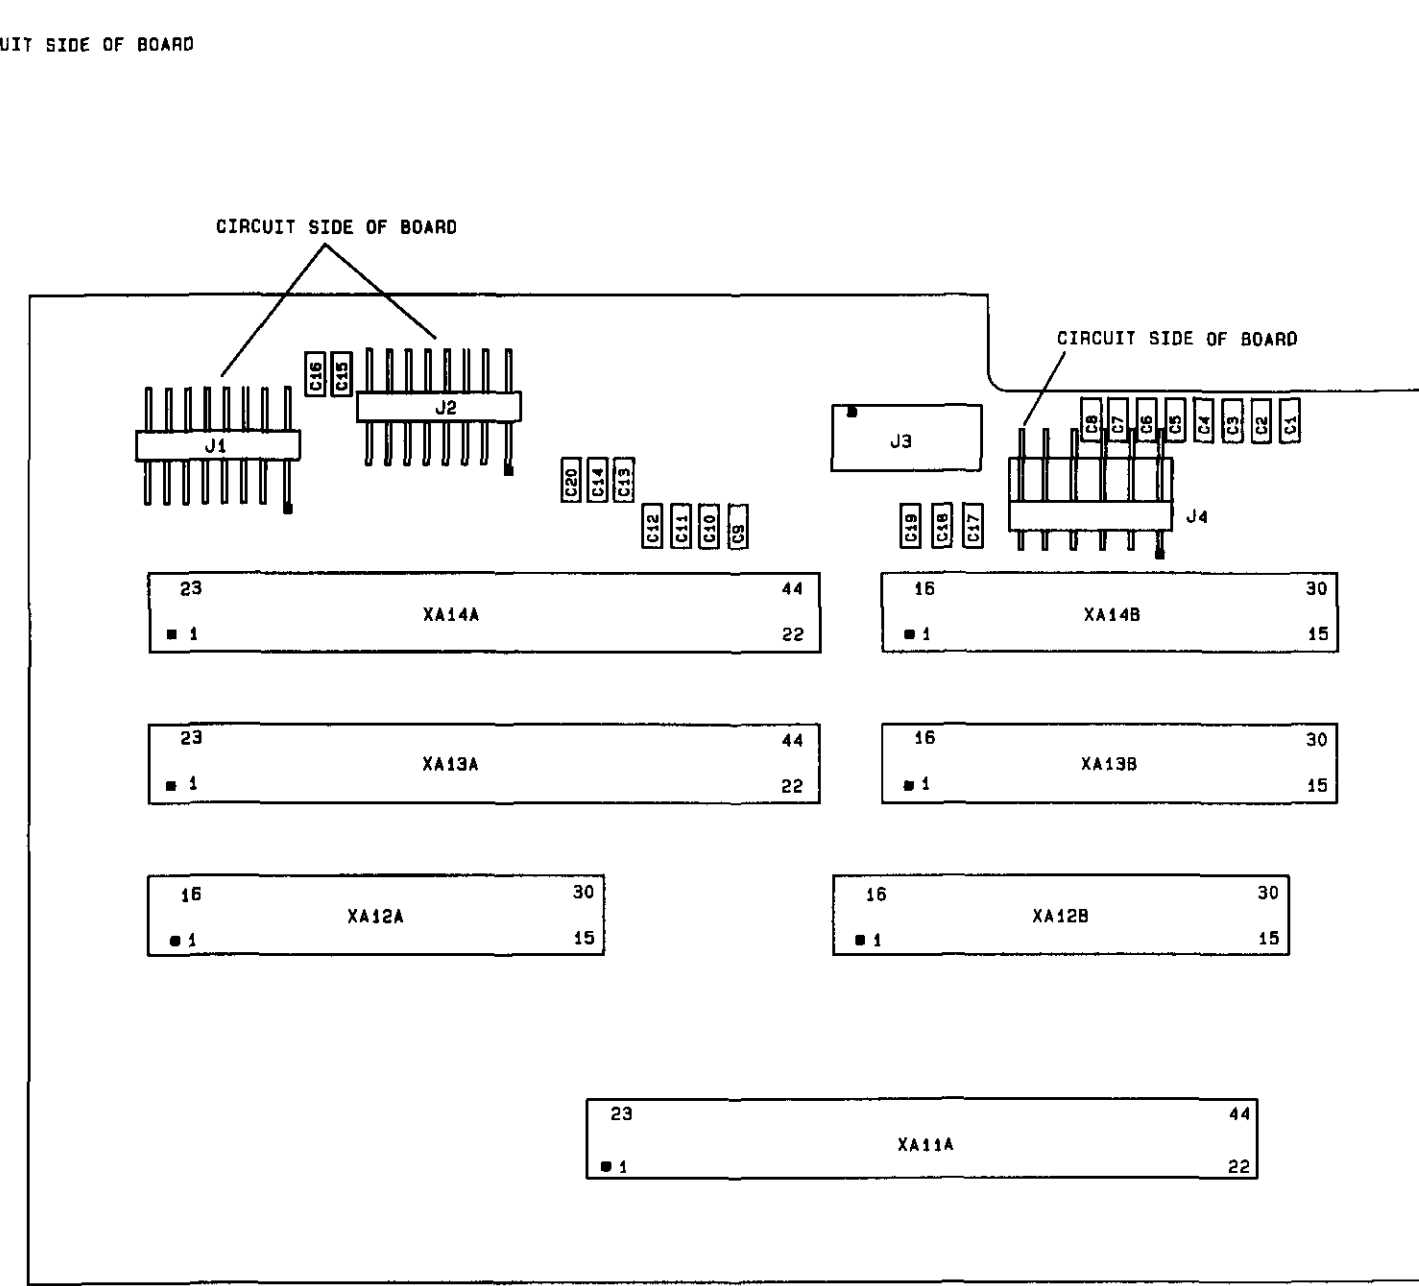 UIT SIDE OF BOARD
CIRCUIT SIDE OF BOARD
CIRCUIT SIDE OF BOARD
C16 C15
J2
J1
J3
C8 C7 C6 C5 C4 C3 C2 C1
C20 C14 C13
C12 C11 C10 C9
C19 C18 C17
J4
23 44
XA14A
1 22
16 30
XA14B
1 15
23 44
XA13A
1 22
16 30
XA13B
1 15
16 30
XA12A
1 15
16 30
XA12B
1 15
23 44
XA11A
1 22